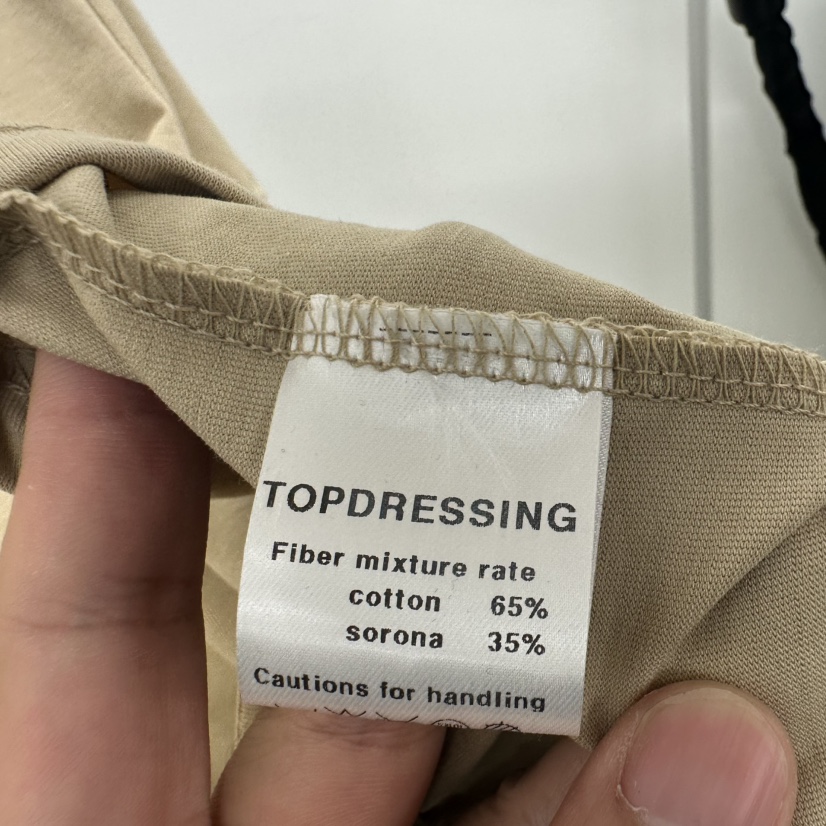 TOPDRESSING
Fiber mixture rate
cotton 65%
sorona 35%
Cautions for handling